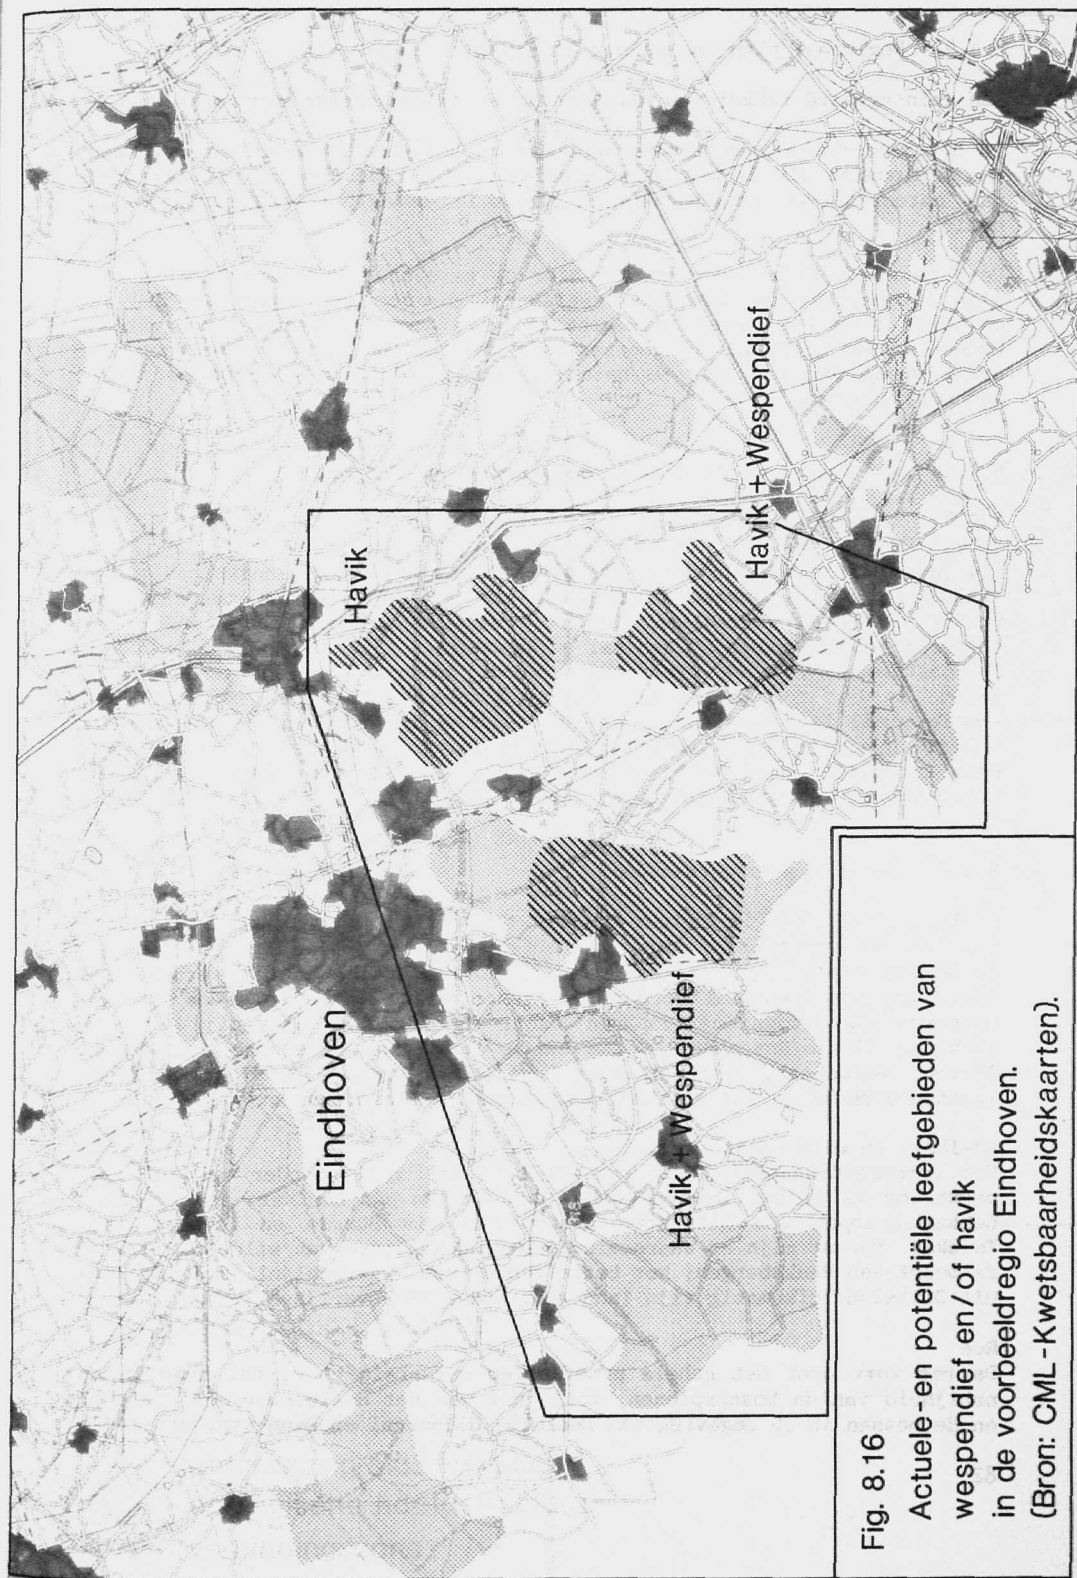 Eindhoven
Havik
Havik + Wespendief
Havik + Wespendief
Fig. 8.16
Actuele- en potentiële leefgebieden van
wespendief en/of havik
in de voorbeeldregio Eindhoven.
(Bron: CML-Kwetsbaarheidskaarten).